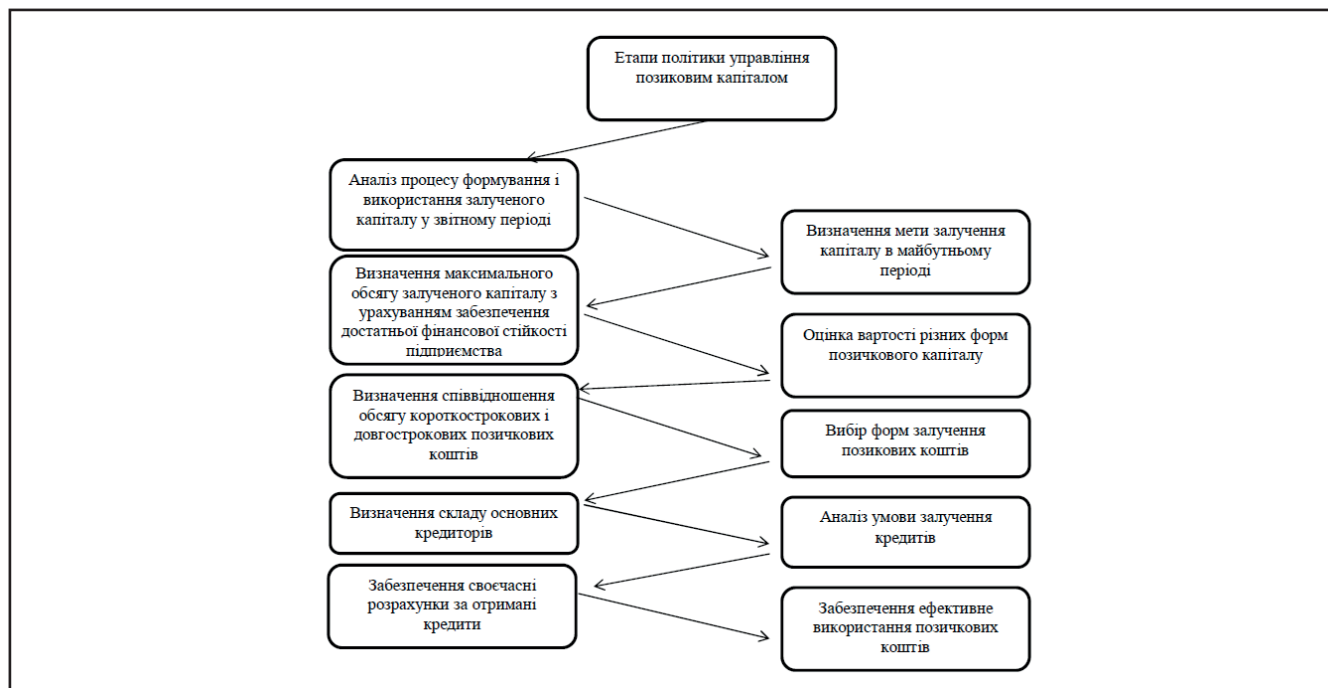 Етапи політики управління
позиковим капіталом
Аналіз процесу формування і
використання залученого
капіталу у звітному періоді
Визначення мети залучення
капіталу в майбутньому
періоді
Визначення максимального
обсягу залученого капіталу з
урахуванням забезпечення
достатньої фінансової стійкості
підприємства
Оцінка вартості різних форм
позичкового капіталу
Визначення співвідношення
обсягу короткострокових і
довгострокових позичкових
коштів
Вибір форм залучення
позикових коштів
Визначення складу основних
кредиторів
Аналіз умови залучення
кредитів
Забезпечення своєчасні
розрахунки за отримані
кредити
Забезпечення ефективне
використання позичкових
коштів